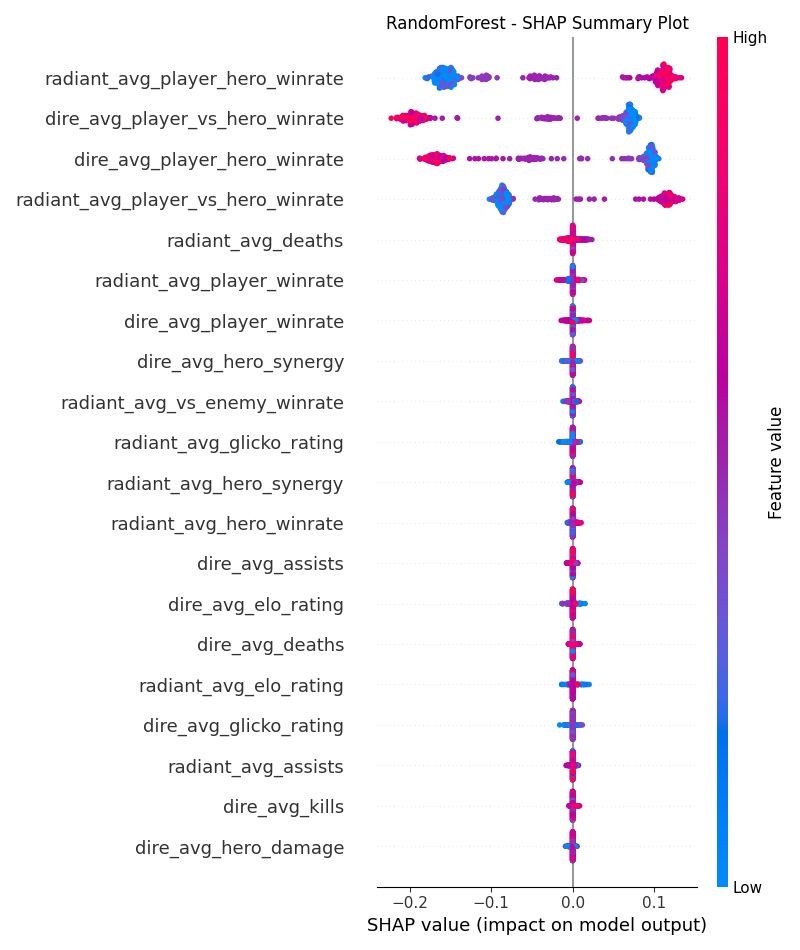 RandomForest - SHAP Summary Plot
High
radiant_avg_player_hero_winrate
dire_avg_player_vs_hero_winrate
dire_avg_player_hero_winrate
radiant_avg_player_vs_hero_winrate
radiant_avg_deaths
radiant_avg_player_winrate
dire_avg_player_winrate
dire_avg_hero_synergy
radiant_avg_vs_enemy_winrate
radiant_avg_glicko_rating
radiant_avg_hero_synergy
radiant_avg_hero_winrate
dire_avg_assists
dire_avg_elo_rating
dire_avg_deaths
radiant_avg_elo_rating
dire_avg_glicko_rating
radiant_avg_assists
dire_avg_kills
dire_avg_hero_damage
Feature value
Low
−0.2 −0.1 0.0 0.1
SHAP value (impact on model output)